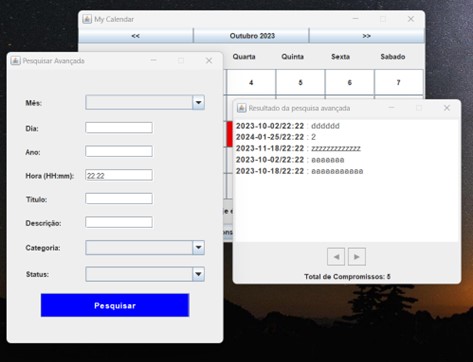 My Calendar
<< Outubro 2023 >>
Quarta Quinta Sexta Sabado
4 5 6 7
Pesquisar Avançada
Mês:
Dia:
Ano:
Hora (HH:mm): 22:22
Titulo:
Descrição:
Categoria:
Status:
Pesquisar
Resultado da pesquisa avançada
2023-10-02/22:22 : dddddd
2024-01-25/22:22 : 2
2023-11-18/22:22 : zzzzzzzzzzzzz
2023-10-02/22:22 : aaaaaaa
2023-10-18/22:22 : aaaaaaaaaaa
Total de Compromissos: 5